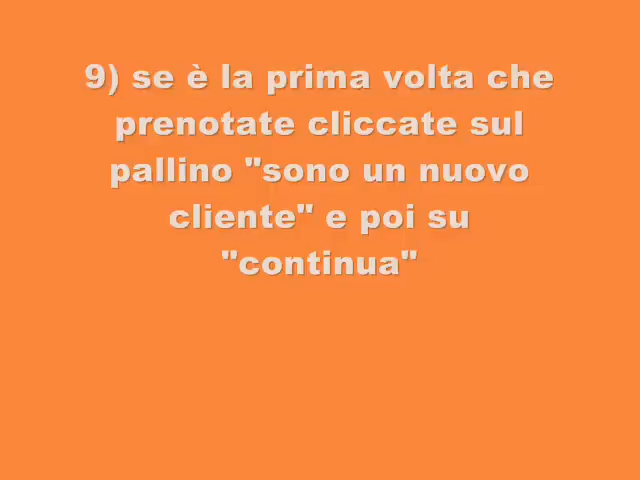 9) se è la prima volta che
prenotate cliccate sul
pallino "sono un nuovo
cliente" e poi su
"continua"